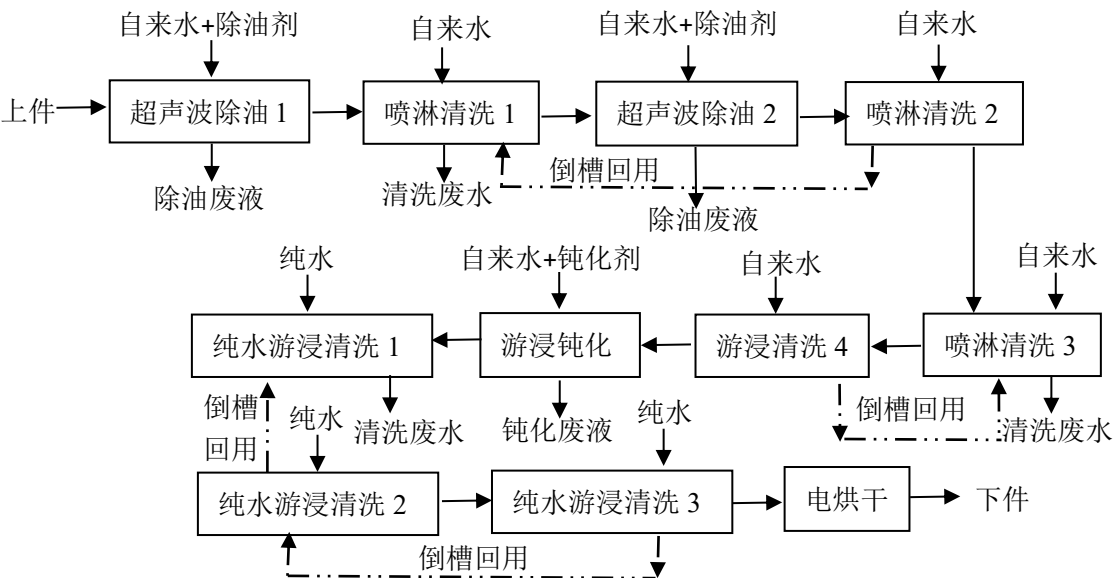 自来水+除油剂
自来水
自来水+除油剂
自来水
上件
超声波除油 1
喷淋清洗 1
超声波除油 2
喷淋清洗 2
倒槽回用
除油废液
清洗废水
除油废液
纯水
自来水+钝化剂
自来水
自来水
纯水游浸清洗 1
游浸钝化
游浸清洗 4
喷淋清洗 3
倒槽
回用
纯水
清洗废水
钝化废液
纯水
倒槽回用
清洗废水
纯水游浸清洗 2
纯水游浸清洗 3
电烘干
下件
倒槽回用